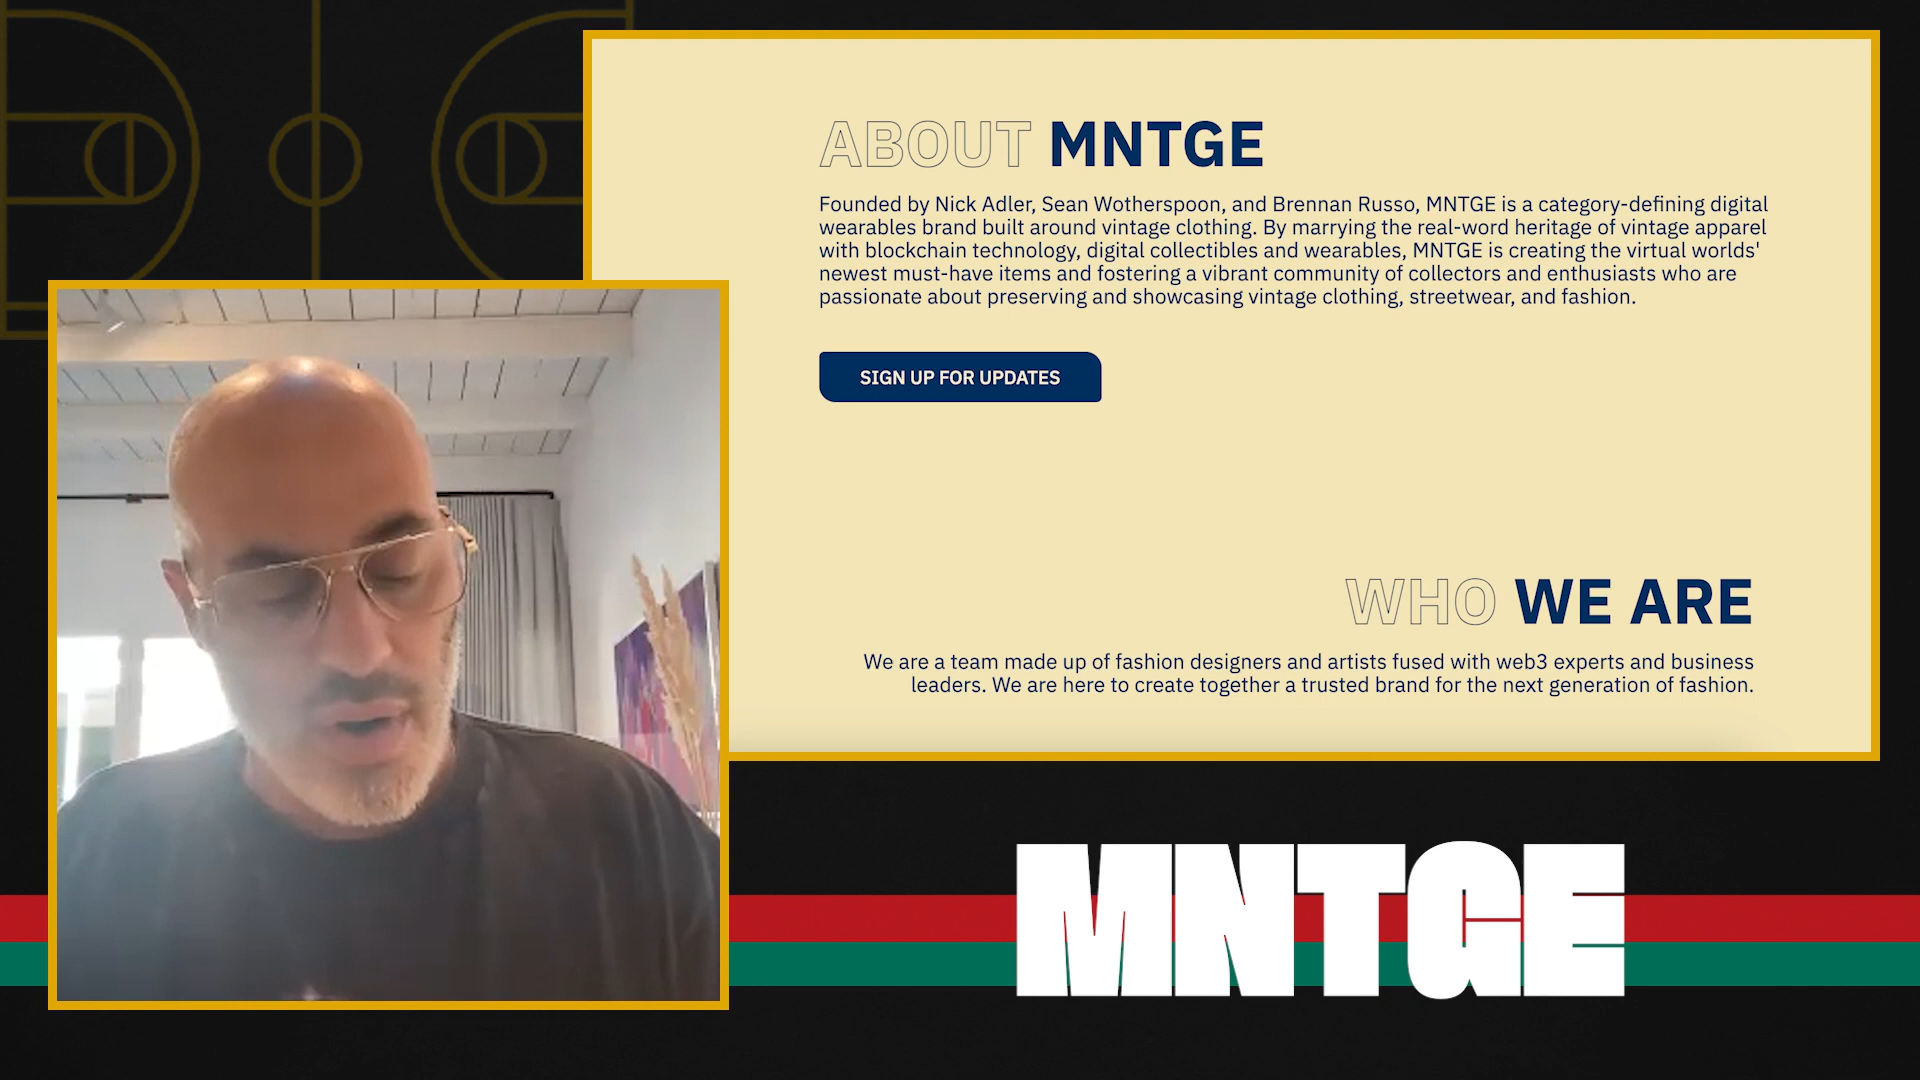 ABOUT MNTGE
Founded by Nick Adler, Sean Wotherspoon, and Brennan Russo, MNTGE is a category-defining digital
wearables brand built around vintage clothing. By marrying the real-word heritage of vintage apparel
with blockchain technology, digital collectibles and wearables, MNTGE is creating the virtual worlds'
newest must-have items and fostering a vibrant community of collectors and enthusiasts who are
passionate about preserving and showcasing vintage clothing, streetwear, and fashion.
SIGN UP FOR UPDATES
WHO WE ARE
We are a team made up of fashion designers and artists fused with web3 experts and business
leaders. We are here to create together a trusted brand for the next generation of fashion.
MNTGE